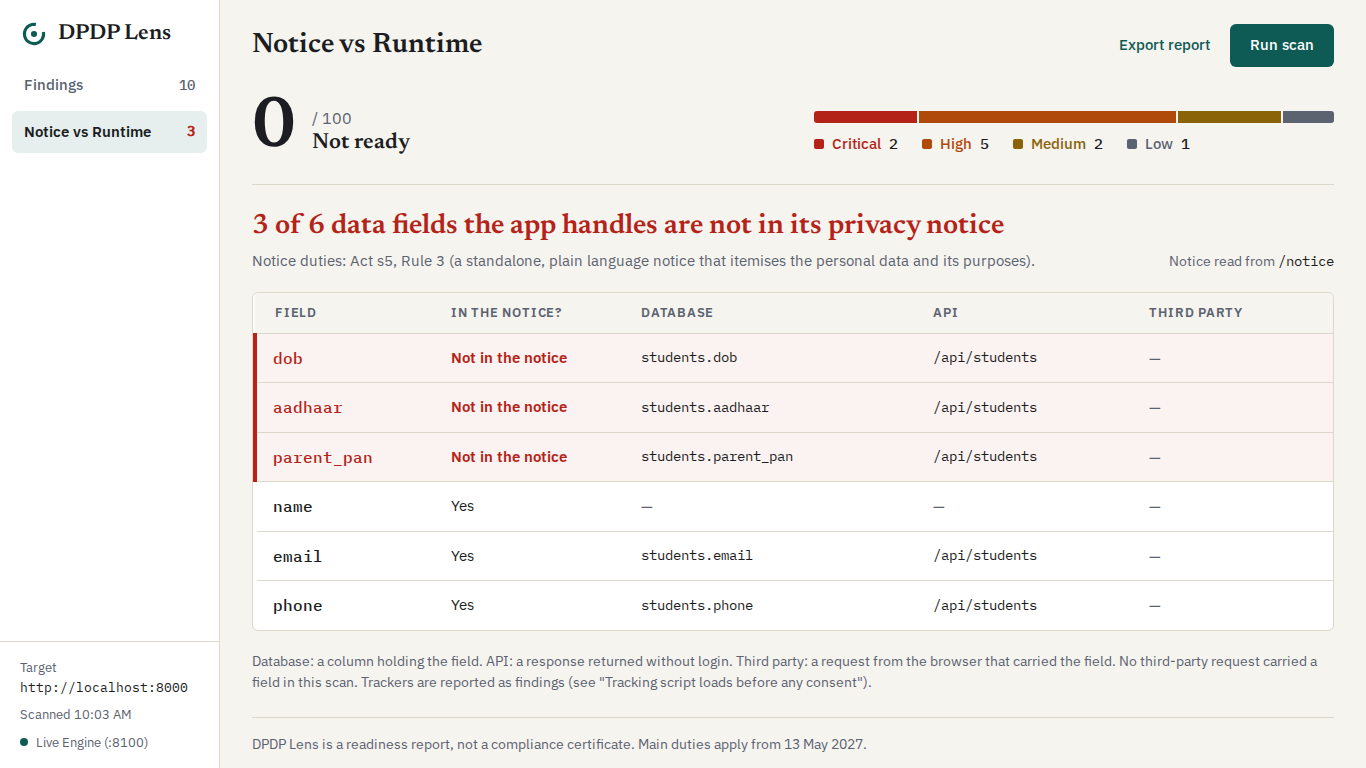 DPDP Lens
Findings 10
Notice vs Runtime 3
Target
http://localhost:8000
Scanned 10:03 AM
Live Engine (:8100)
Notice vs Runtime
Export report
Run scan
0 / 100
Not ready
Critical 2 High 5 Medium 2 Low 1
3 of 6 data fields the app handles are not in its privacy notice
Notice duties: Act s5, Rule 3 (a standalone, plain language notice that itemises the personal data and its purposes).
Notice read from /notice
FIELD IN THE NOTICE? DATABASE API THIRD PARTY
dob Not in the notice students.dob /api/students —
aadhaar Not in the notice students.aadhaar /api/students —
parent_pan Not in the notice students.parent_pan /api/students —
name Yes — — —
email Yes students.email /api/students —
phone Yes students.phone /api/students —
Database: a column holding the field. API: a response returned without login. Third party: a request from the browser that carried the field. No third-party request carried a
field in this scan. Trackers are reported as findings (see "Tracking script loads before any consent").
DPDP Lens is a readiness report, not a compliance certificate. Main duties apply from 13 May 2027.